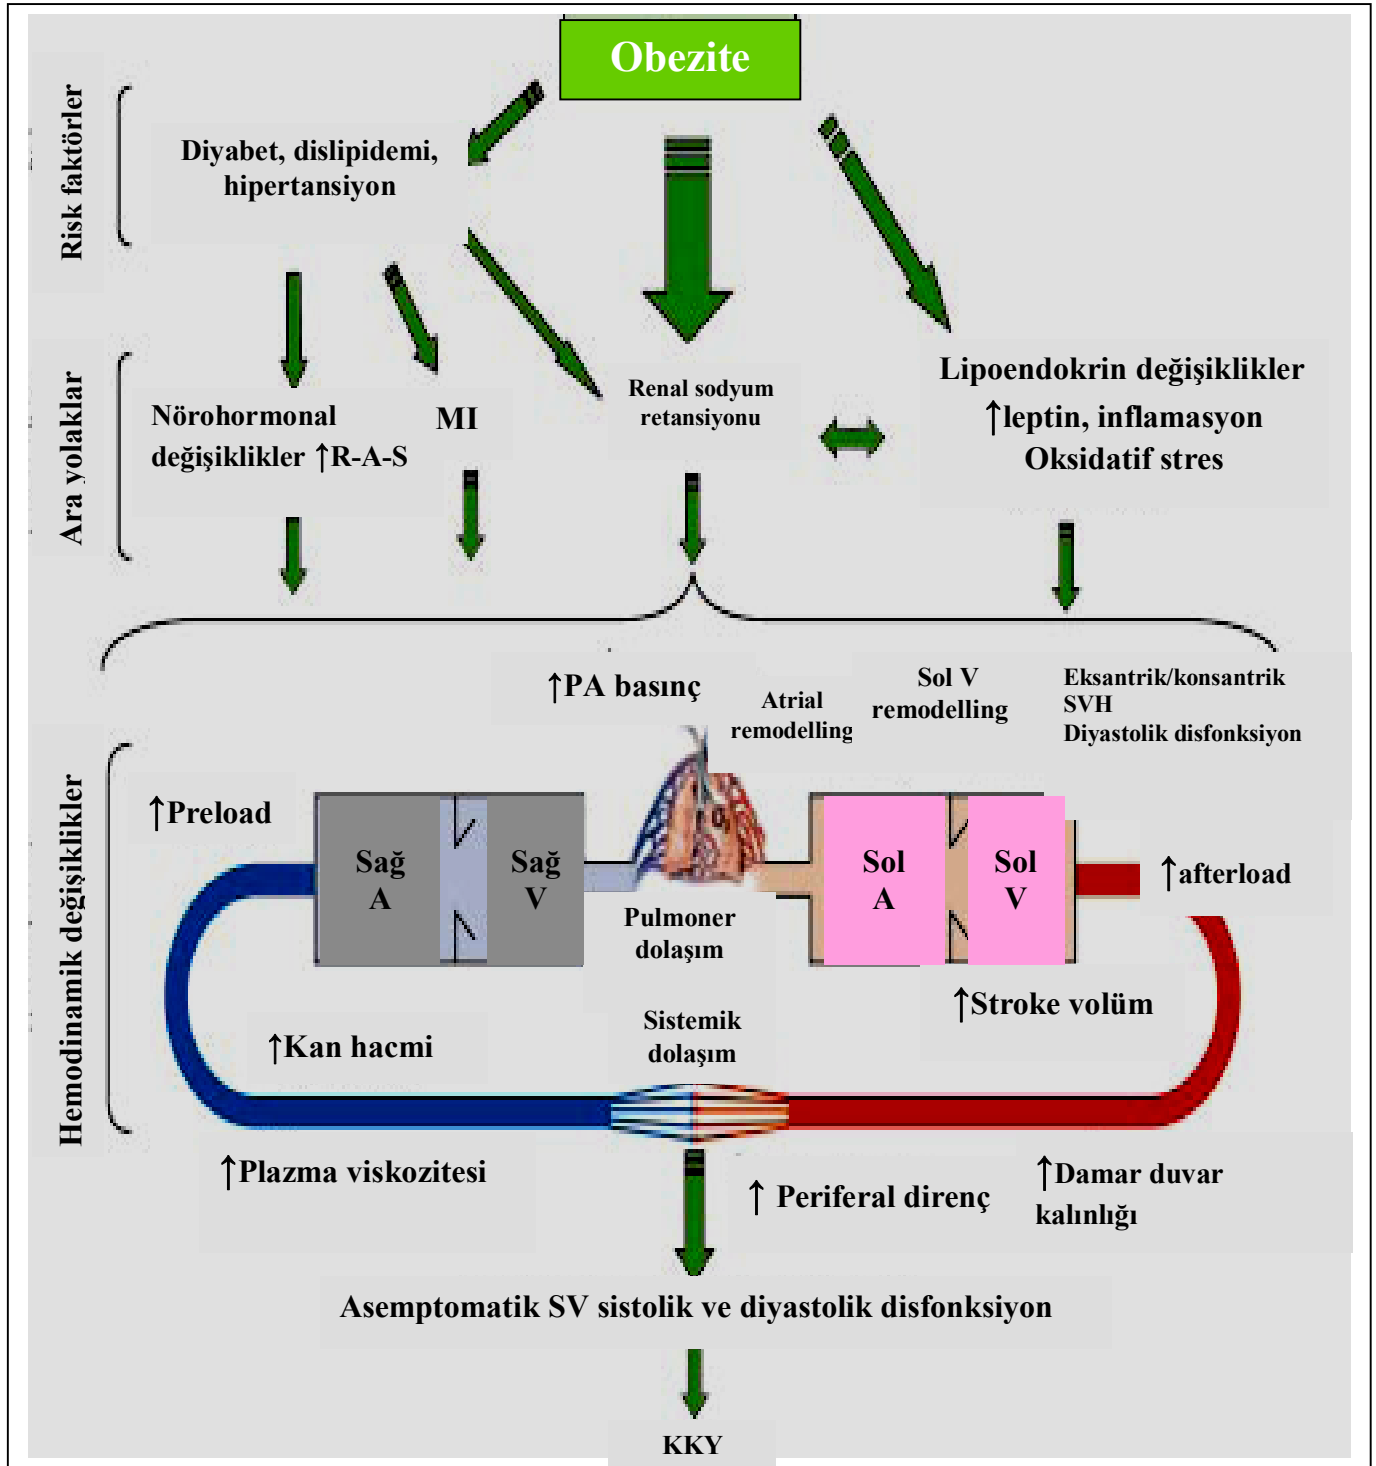 Obezite
Risk faktörler
Diyabet, dislipidemi,
hipertansiyon
Ara yolaklar
Nörohormonal
değişiklikler ↑R-A-S
MI
Renal sodyum
retansiyonu
Lipoendokrin değişiklikler
↑leptin, inflamasyon
Oksidatif stres
Hemodinamik değişiklikler
↑PA basınç
Atrial
remodelling
Sol V
remodelling
Eksantrik/konsantrik
SVH
Diyastolik disfonksiyon
↑Preload
Sağ
A
Sağ
V
Pulmoner
dolaşım
Sol
A
Sol
V
↑afterload
↑Stroke volüm
↑Kan hacmi
Sistemik
dolaşım
↑Plazma viskozitesi
↑ Periferal direnç
↑Damar duvar
kalınlığı
Asemptomatik SV sistolik ve diyastolik disfonksiyon
KKY